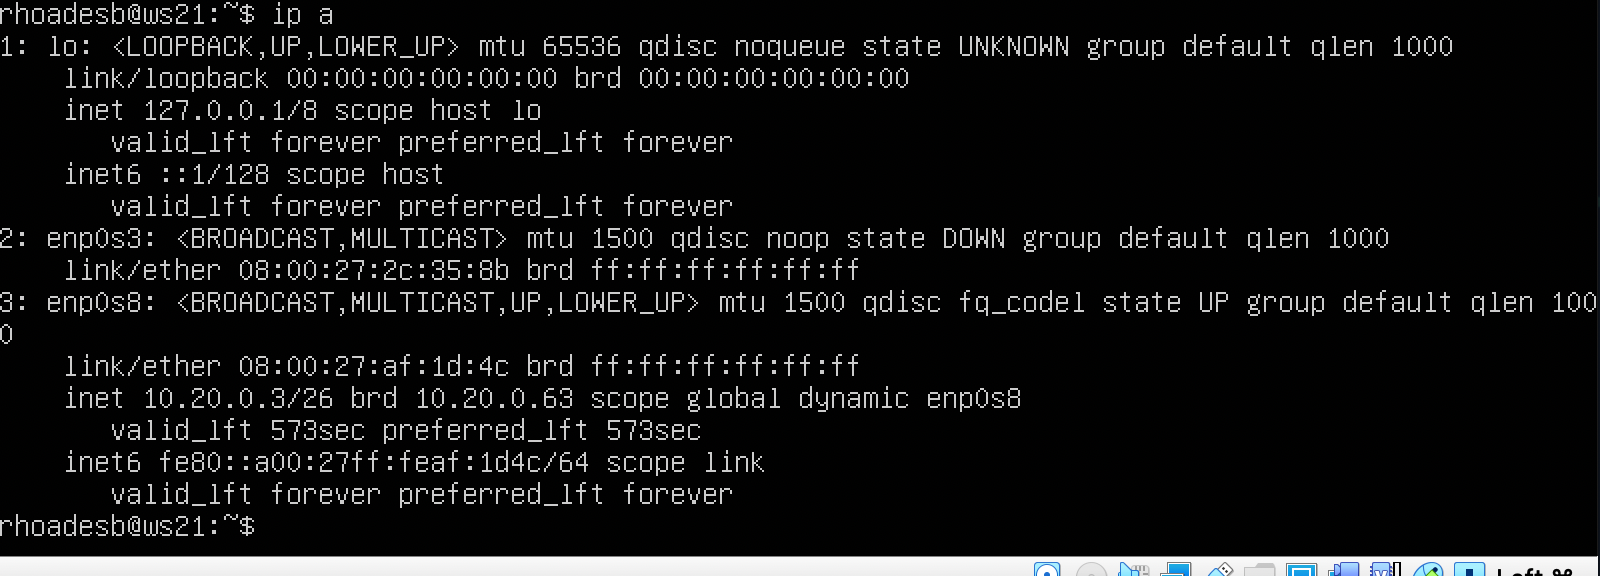 rhoadesb@ws21:~$ ip a
1: lo: <LOOPBACK,UP,LOWER_UP> mtu 65536 qdisc noqueue state UNKNOWN group default qlen 1000
    link/loopback 00:00:00:00:00:00 brd 00:00:00:00:00:00
    inet 127.0.0.1/8 scope host lo
       valid_lft forever preferred_lft forever
    inet6 ::1/128 scope host
       valid_lft forever preferred_lft forever
2: enp0s3: <BROADCAST,MULTICAST> mtu 1500 qdisc noop state DOWN group default qlen 1000
    link/ether 08:00:27:2c:35:8b brd ff:ff:ff:ff:ff:ff
3: enp0s8: <BROADCAST,MULTICAST,UP,LOWER_UP> mtu 1500 qdisc fq_codel state UP group default qlen 100
0
    link/ether 08:00:27:af:1d:4c brd ff:ff:ff:ff:ff:ff
    inet 10.20.0.3/26 brd 10.20.0.63 scope global dynamic enp0s8
       valid_lft 573sec preferred_lft 573sec
    inet6 fe80::a00:27ff:feaf:1d4c/64 scope link
       valid_lft forever preferred_lft forever
rhoadesb@ws21:~$
Left ⌘